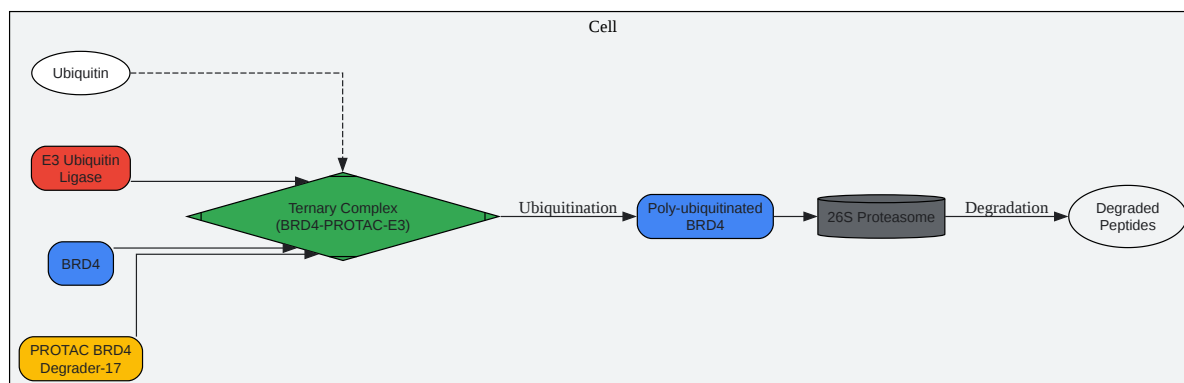 Cell
Ubiquitin
E3 Ubiquitin
Ligase
BRD4
PROTAC BRD4
Degrader-17
Ternary Complex
(BRD4-PROTAC-E3)
Ubiquitination
Poly-ubiquitinated
BRD4
26S Proteasome
Degradation
Degraded
Peptides